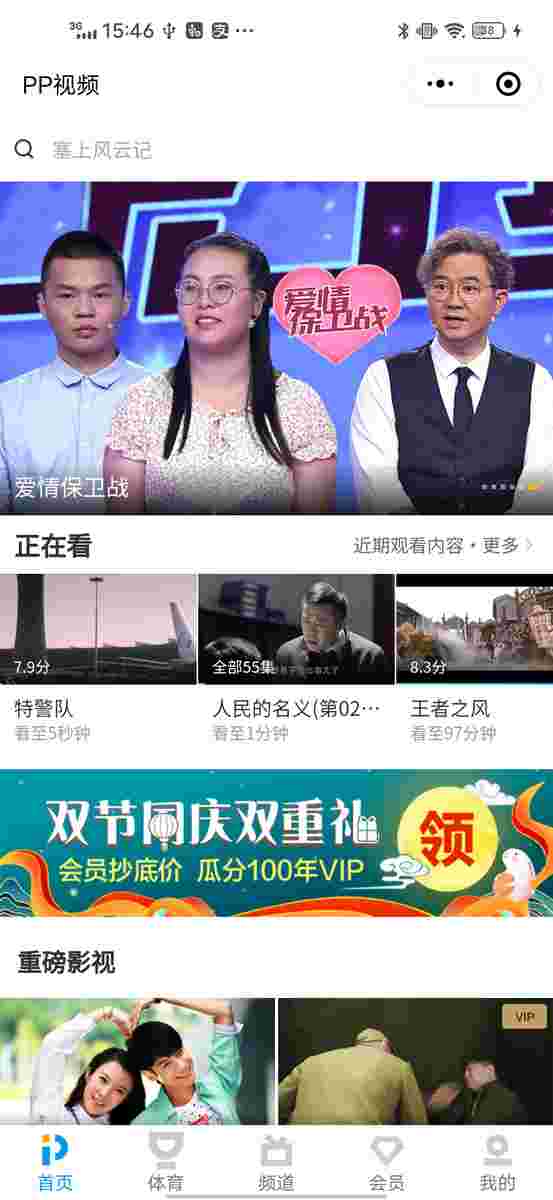 3G 15:46
PP视频
塞上风云记
爱情
保卫战
爱情保卫战
正在看
近期观看内容·更多
7.9分
全部55集
8.3分
特警队
人民的名义(第02…
王者之风
看至5秒钟
看至1分钟
看至97分钟
双节同庆双重礼
领
会员抄底价 瓜分100年VIP
重磅影视
VIP
首页
体育
频道
会员
我的